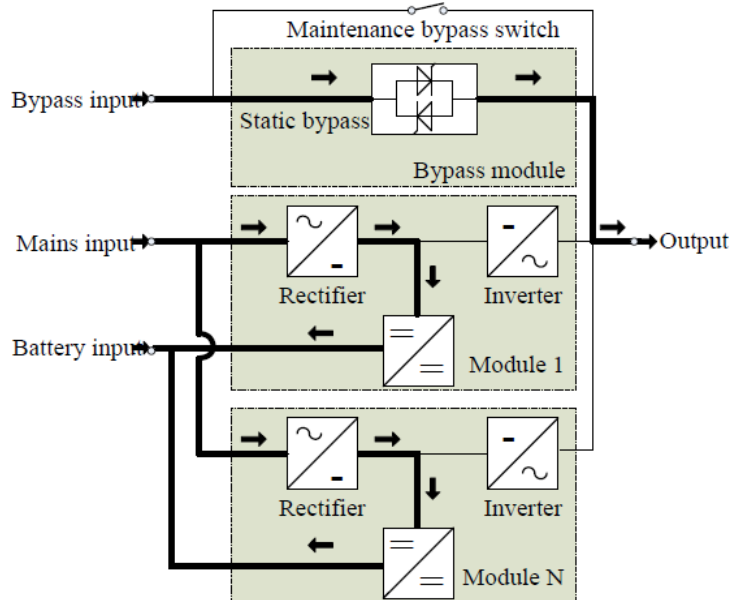 Maintenance bypass switch
Bypass input
Static bypass
Bypass module
Mains input
Output
Rectifier
Inverter
Battery input
Module 1
Rectifier
Inverter
Module N